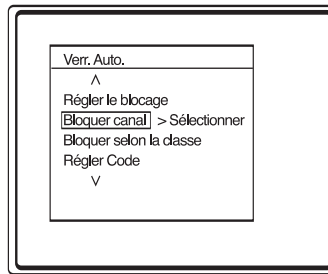 Verr. Auto.
∧
Régler le blocage
Bloquer canal > Sélectionner
Bloquer selon la classe
Régler Code
∨